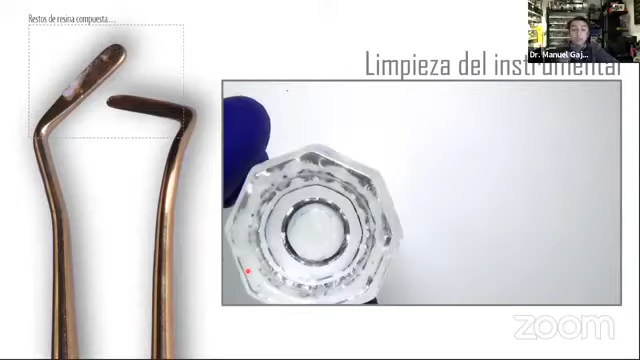 Restos de resina compuesta…
Dr. Manuel Gaj...
Limpieza del instrumental
zoom